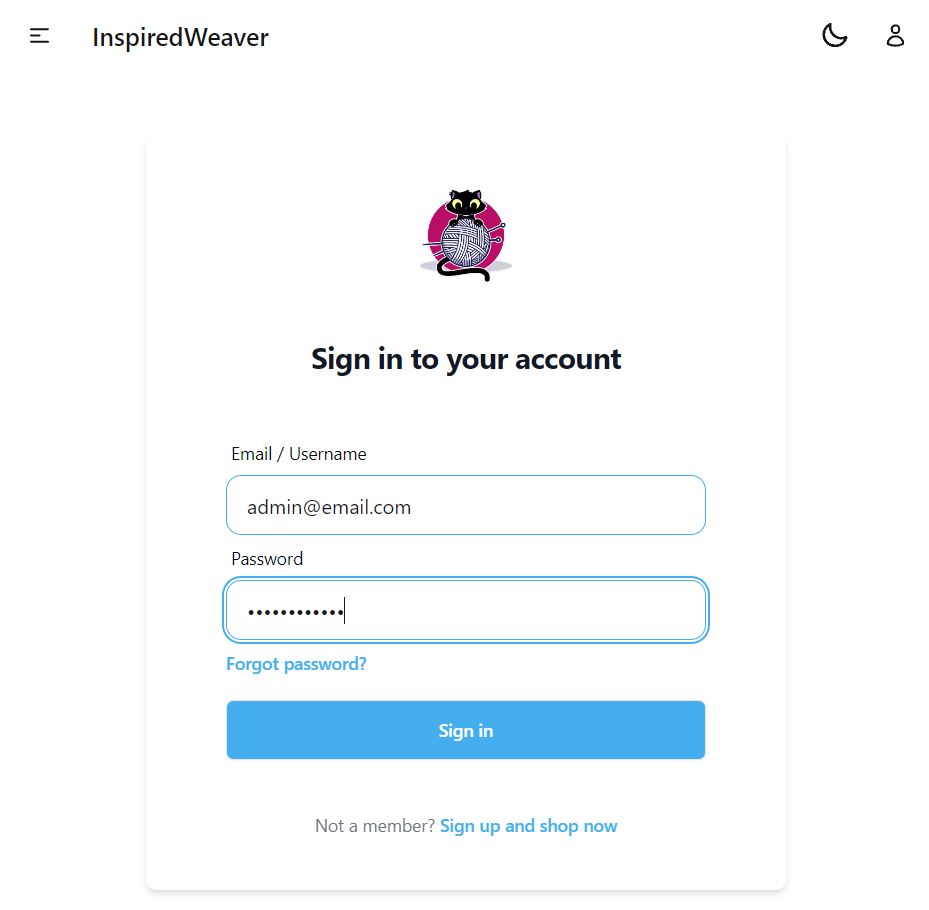 InspiredWeaver
Sign in to your account
Email / Username
admin@email.com
Password
••••••••••••
Forgot password?
Sign in
Not a member? Sign up and shop now